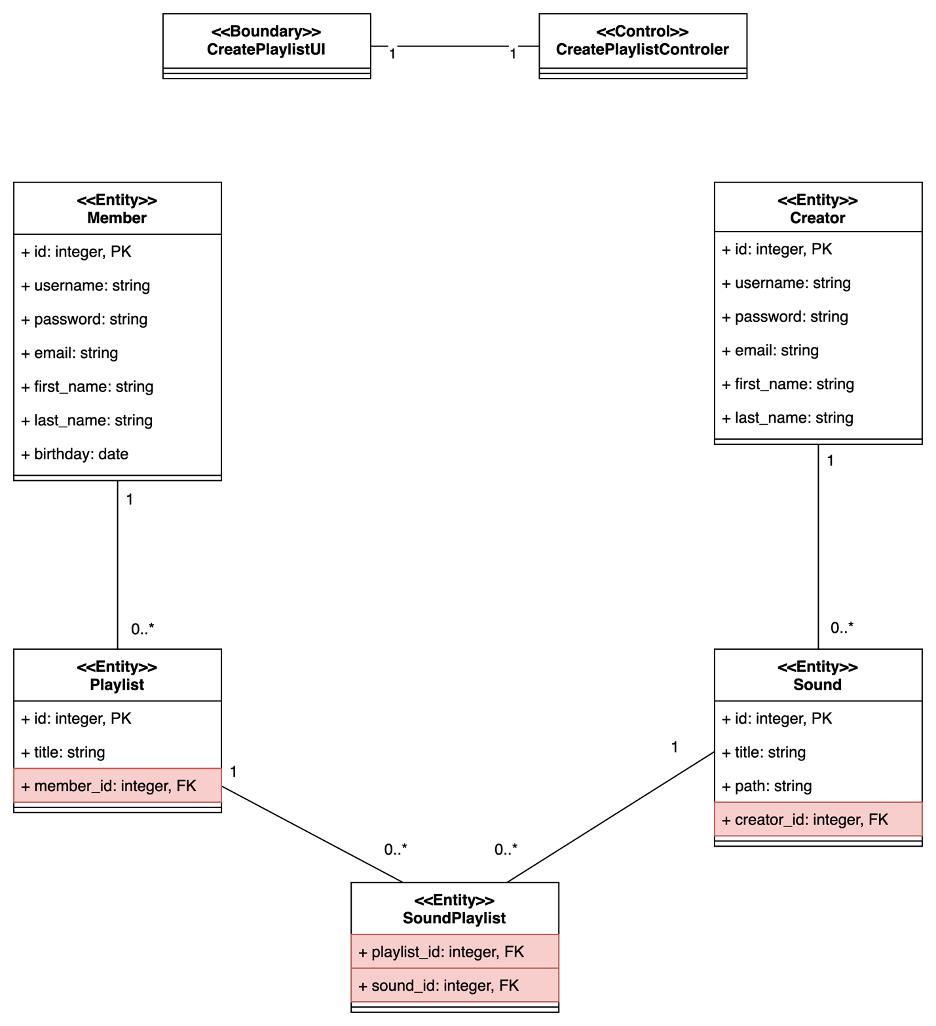 <<Boundary>>
CreatePlaylistUI
1
1
<<Control>>
CreatePlaylistControler
<<Entity>>
Member
+ id: integer, PK
+ username: string
+ password: string
+ email: string
+ first_name: string
+ last_name: string
+ birthday: date
1
0..*
<<Entity>>
Creator
+ id: integer, PK
+ username: string
+ password: string
+ email: string
+ first_name: string
+ last_name: string
1
0..*
<<Entity>>
Playlist
+ id: integer, PK
+ title: string
+ member_id: integer, FK
1
0..*
<<Entity>>
Sound
+ id: integer, PK
+ title: string
+ path: string
+ creator_id: integer, FK
1
0..*
<<Entity>>
SoundPlaylist
+ playlist_id: integer, FK
+ sound_id: integer, FK